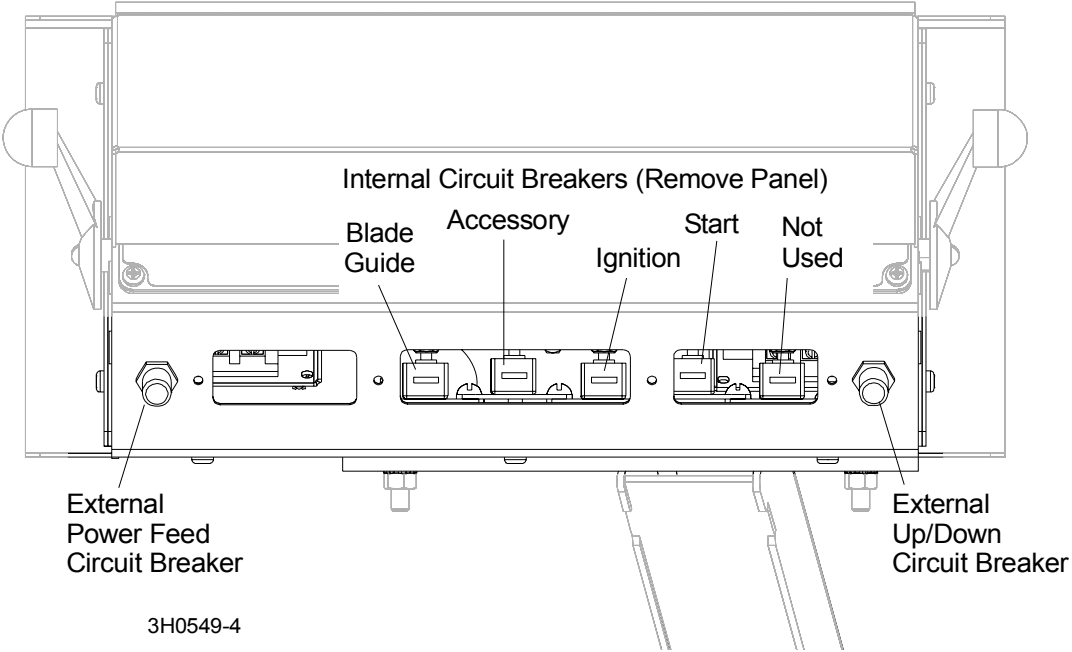 Internal Circuit Breakers (Remove Panel)
Blade
Guide
Accessory
Ignition
Start
Not
Used
External
Power Feed
Circuit Breaker
External
Up/Down
Circuit Breaker
3H0549-4